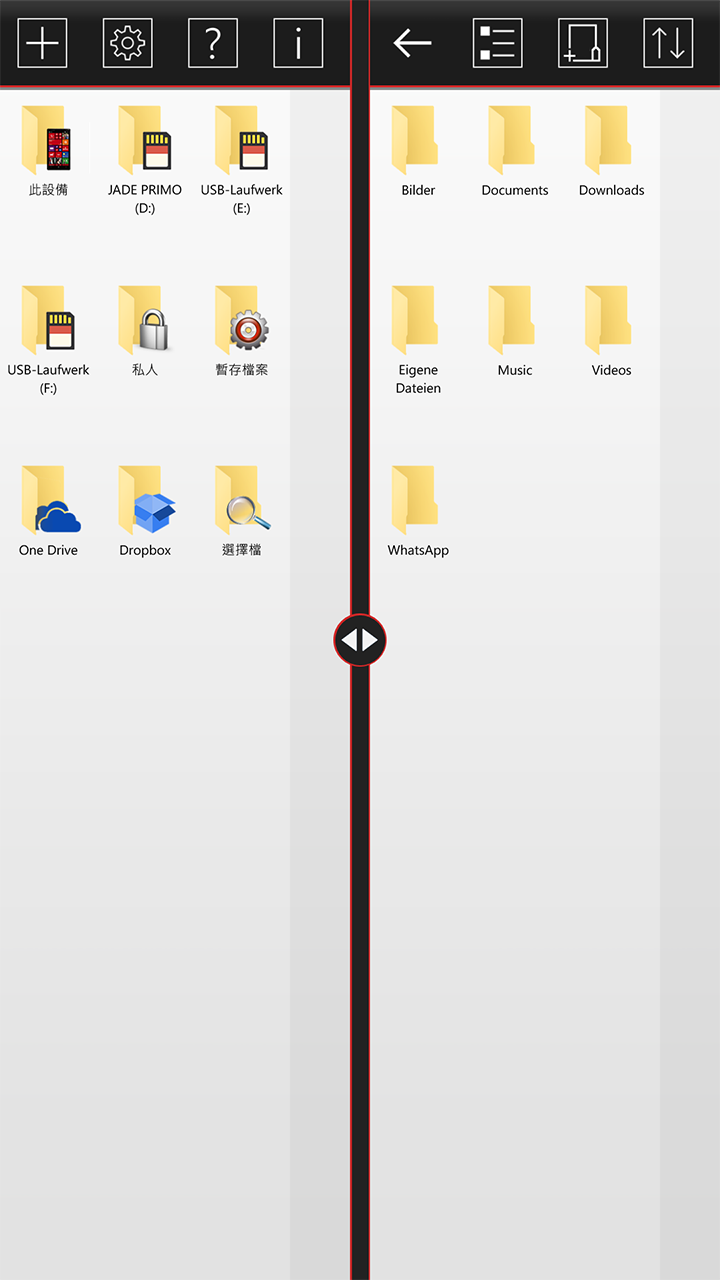 此設備
JADE PRIMO
(D:)
USB-Laufwerk
(E:)
USB-Laufwerk
(F:)
私人
暫存檔案
One Drive
Dropbox
選擇檔
Bilder
Documents
Downloads
Eigene
Dateien
Music
Videos
WhatsApp